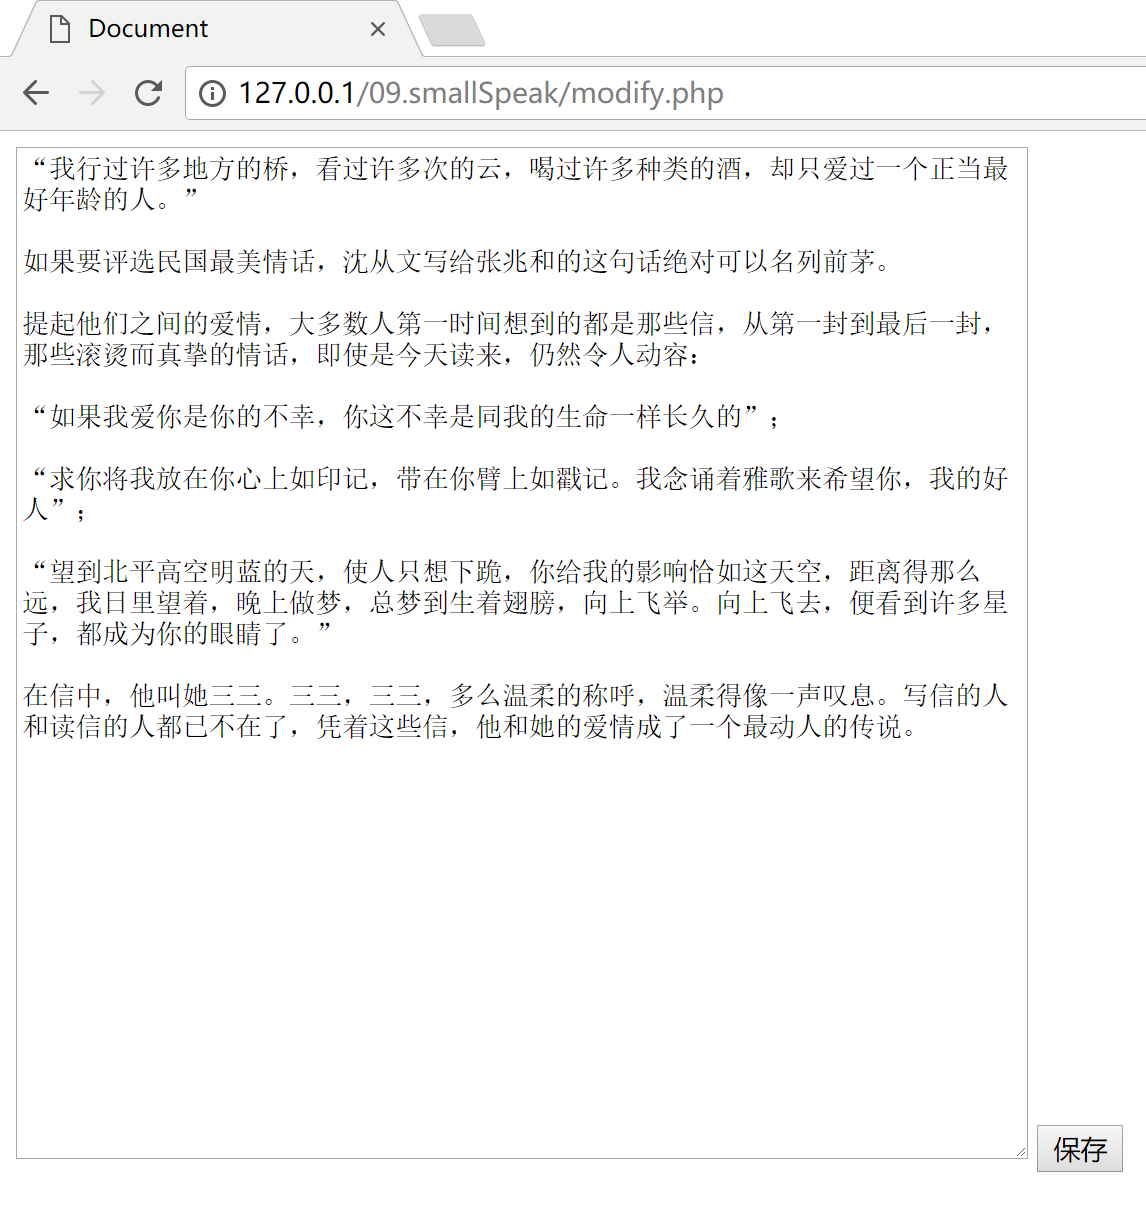 Document
127.0.0.1/09.smallSpeak/modify.php
“我行过许多地方的桥，看过许多次的云，喝过许多种类的酒，却只爱过一个正当最
好年龄的人。”
如果要评选民国最美情话，沈从文写给张兆和的这句话绝对可以名列前茅。
提起他们之间的爱情，大多数人第一时间想到的都是那些信，从第一封到最后一封，
那些滚烫而真挚的情话，即使是今天读来，仍然令人动容：
“如果我爱你是你的不幸，你这不幸是同我的生命一样长久的”；
“求你将我放在你心上如印记，带在你臂上如戳记。我念诵着雅歌来希望你，我的好
人”；
“望到北平高空明蓝的天，使人只想下跪，你给我的影响恰如这天空，距离得那么
远，我日里望着，晚上做梦，总梦到生着翅膀，向上飞举。向上飞去，便看到许多星
子，都成为你的眼睛了。”
在信中，他叫她三三。三三，三三，多么温柔的称呼，温柔得像一声叹息。写信的人
和读信的人都已不在了，凭着这些信，他和她的爱情成了一个最动人的传说。
保存